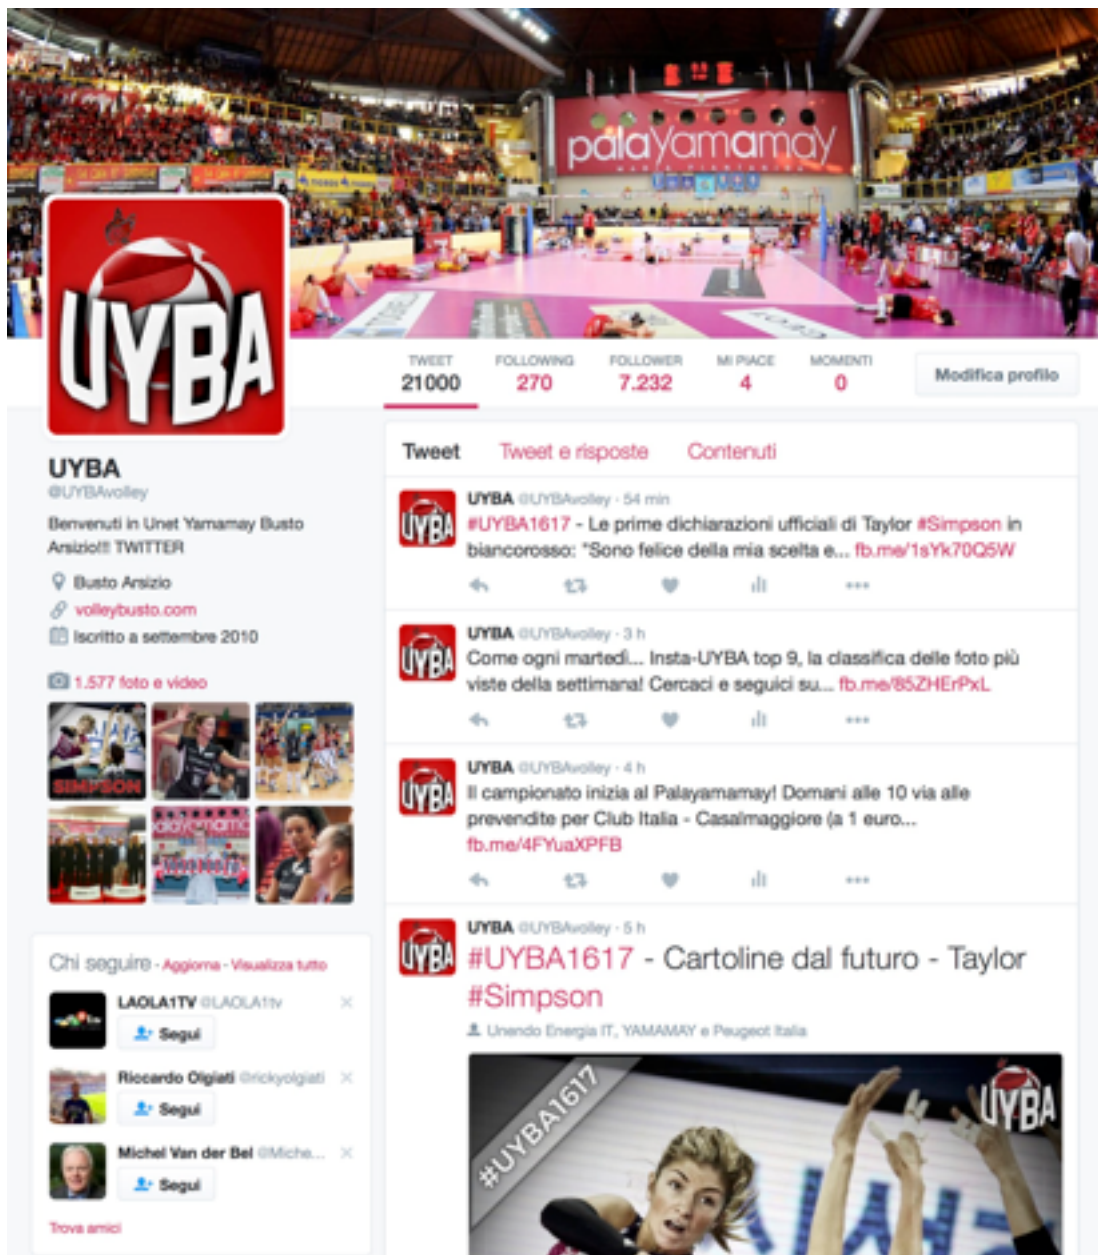 palayamamay
UYBA
TWEET FOLLOWING FOLLOWER MI PIACE MOMENTI
21000 270 7.232 4 0
Modifica profilo
UYBA
@UYBAvolley
Benvenuti in Unet Yamamay Busto
Arsizio!!! TWITTER
Busto Arsizio
volleybusto.com
Iscritto a settembre 2010
1.577 foto e video
SIMPSON
Chi seguire - Aggiorna - Visualizza tutto
LAOLA1TV @LAOLA1tv
Segui
Riccardo Olgiati @rickyolgiati
Segui
Michel Van der Bel @Miche...
Segui
Trova amici
Tweet Tweet e risposte Contenuti
UYBA @UYBAvolley · 54 min
#UYBA1617 - Le prime dichiarazioni ufficiali di Taylor #Simpson in
biancorosso: "Sono felice della mia scelta e... fb.me/1sYk70Q5W
UYBA @UYBAvolley · 3 h
Come ogni martedì... Insta-UYBA top 9, la classifica delle foto più
viste della settimana! Cercaci e seguici su... fb.me/85ZHErPxL
UYBA @UYBAvolley · 4 h
Il campionato inizia al Palayamamay! Domani alle 10 via alle
prevendite per Club Italia - Casalmaggiore (a 1 euro...
fb.me/4FYuaXPFB
UYBA @UYBAvolley · 5 h
#UYBA1617 - Cartoline dal futuro - Taylor
#Simpson
Unendo Energia IT, YAMAMAY e Peugeot Italia
#UYBA1617
UYBA